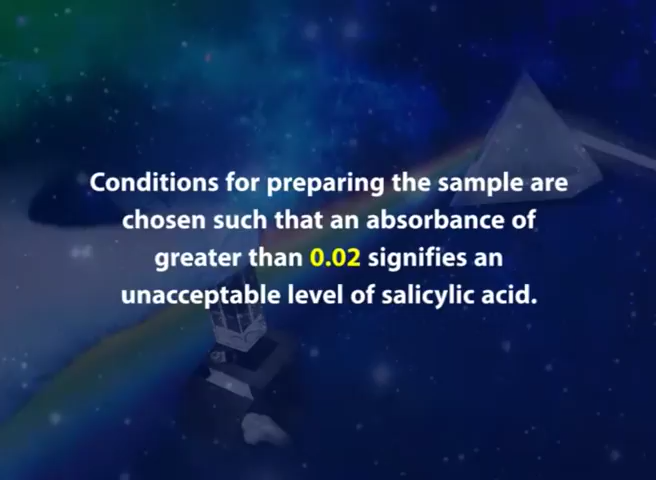 Conditions for preparing the sample are
chosen such that an absorbance of
greater than 0.02 signifies an
unacceptable level of salicylic acid.